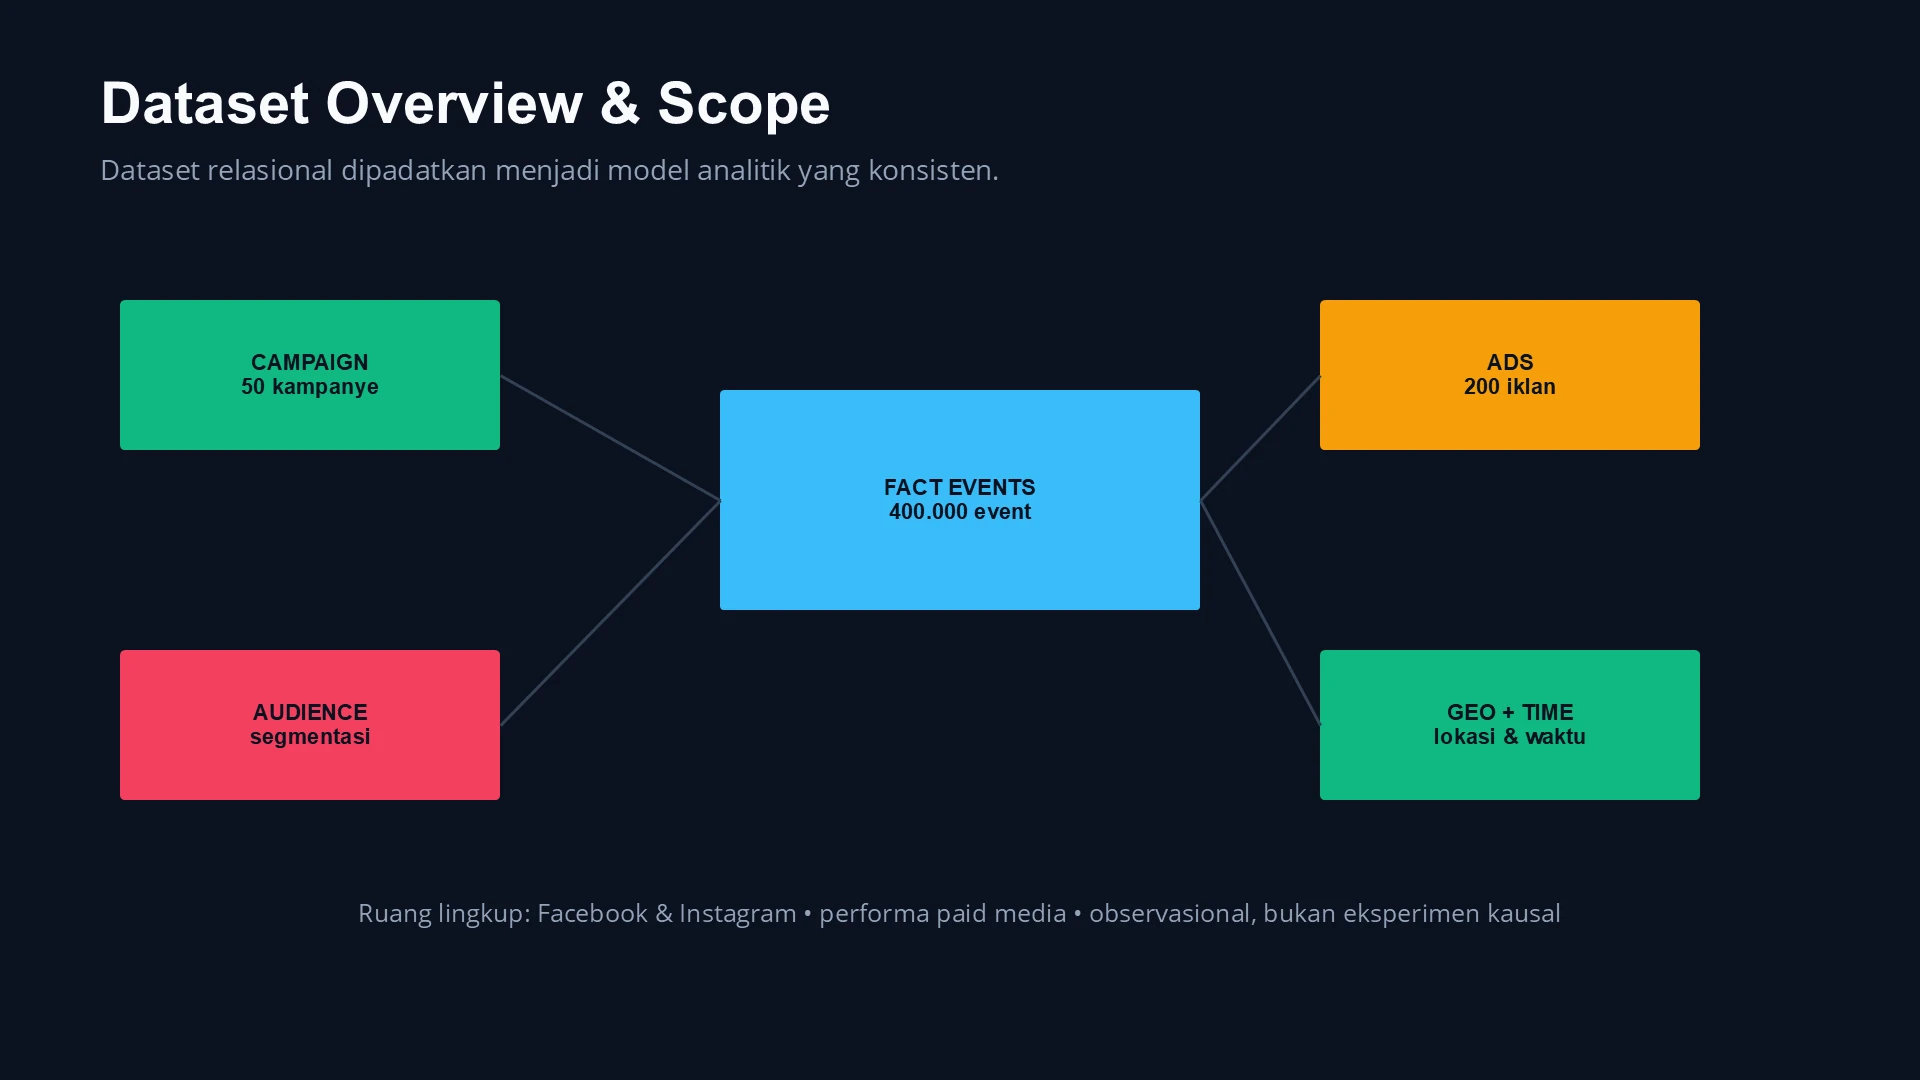 Dataset Overview & Scope
Dataset relasional dipadatkan menjadi model analitik yang konsisten.
CAMPAIGN
50 kampanye
ADS
200 iklan
FACT EVENTS
400.000 event
AUDIENCE
segmentasi
GEO + TIME
lokasi & waktu
Ruang lingkup: Facebook & Instagram • performa paid media • observasional, bukan eksperimen kausal